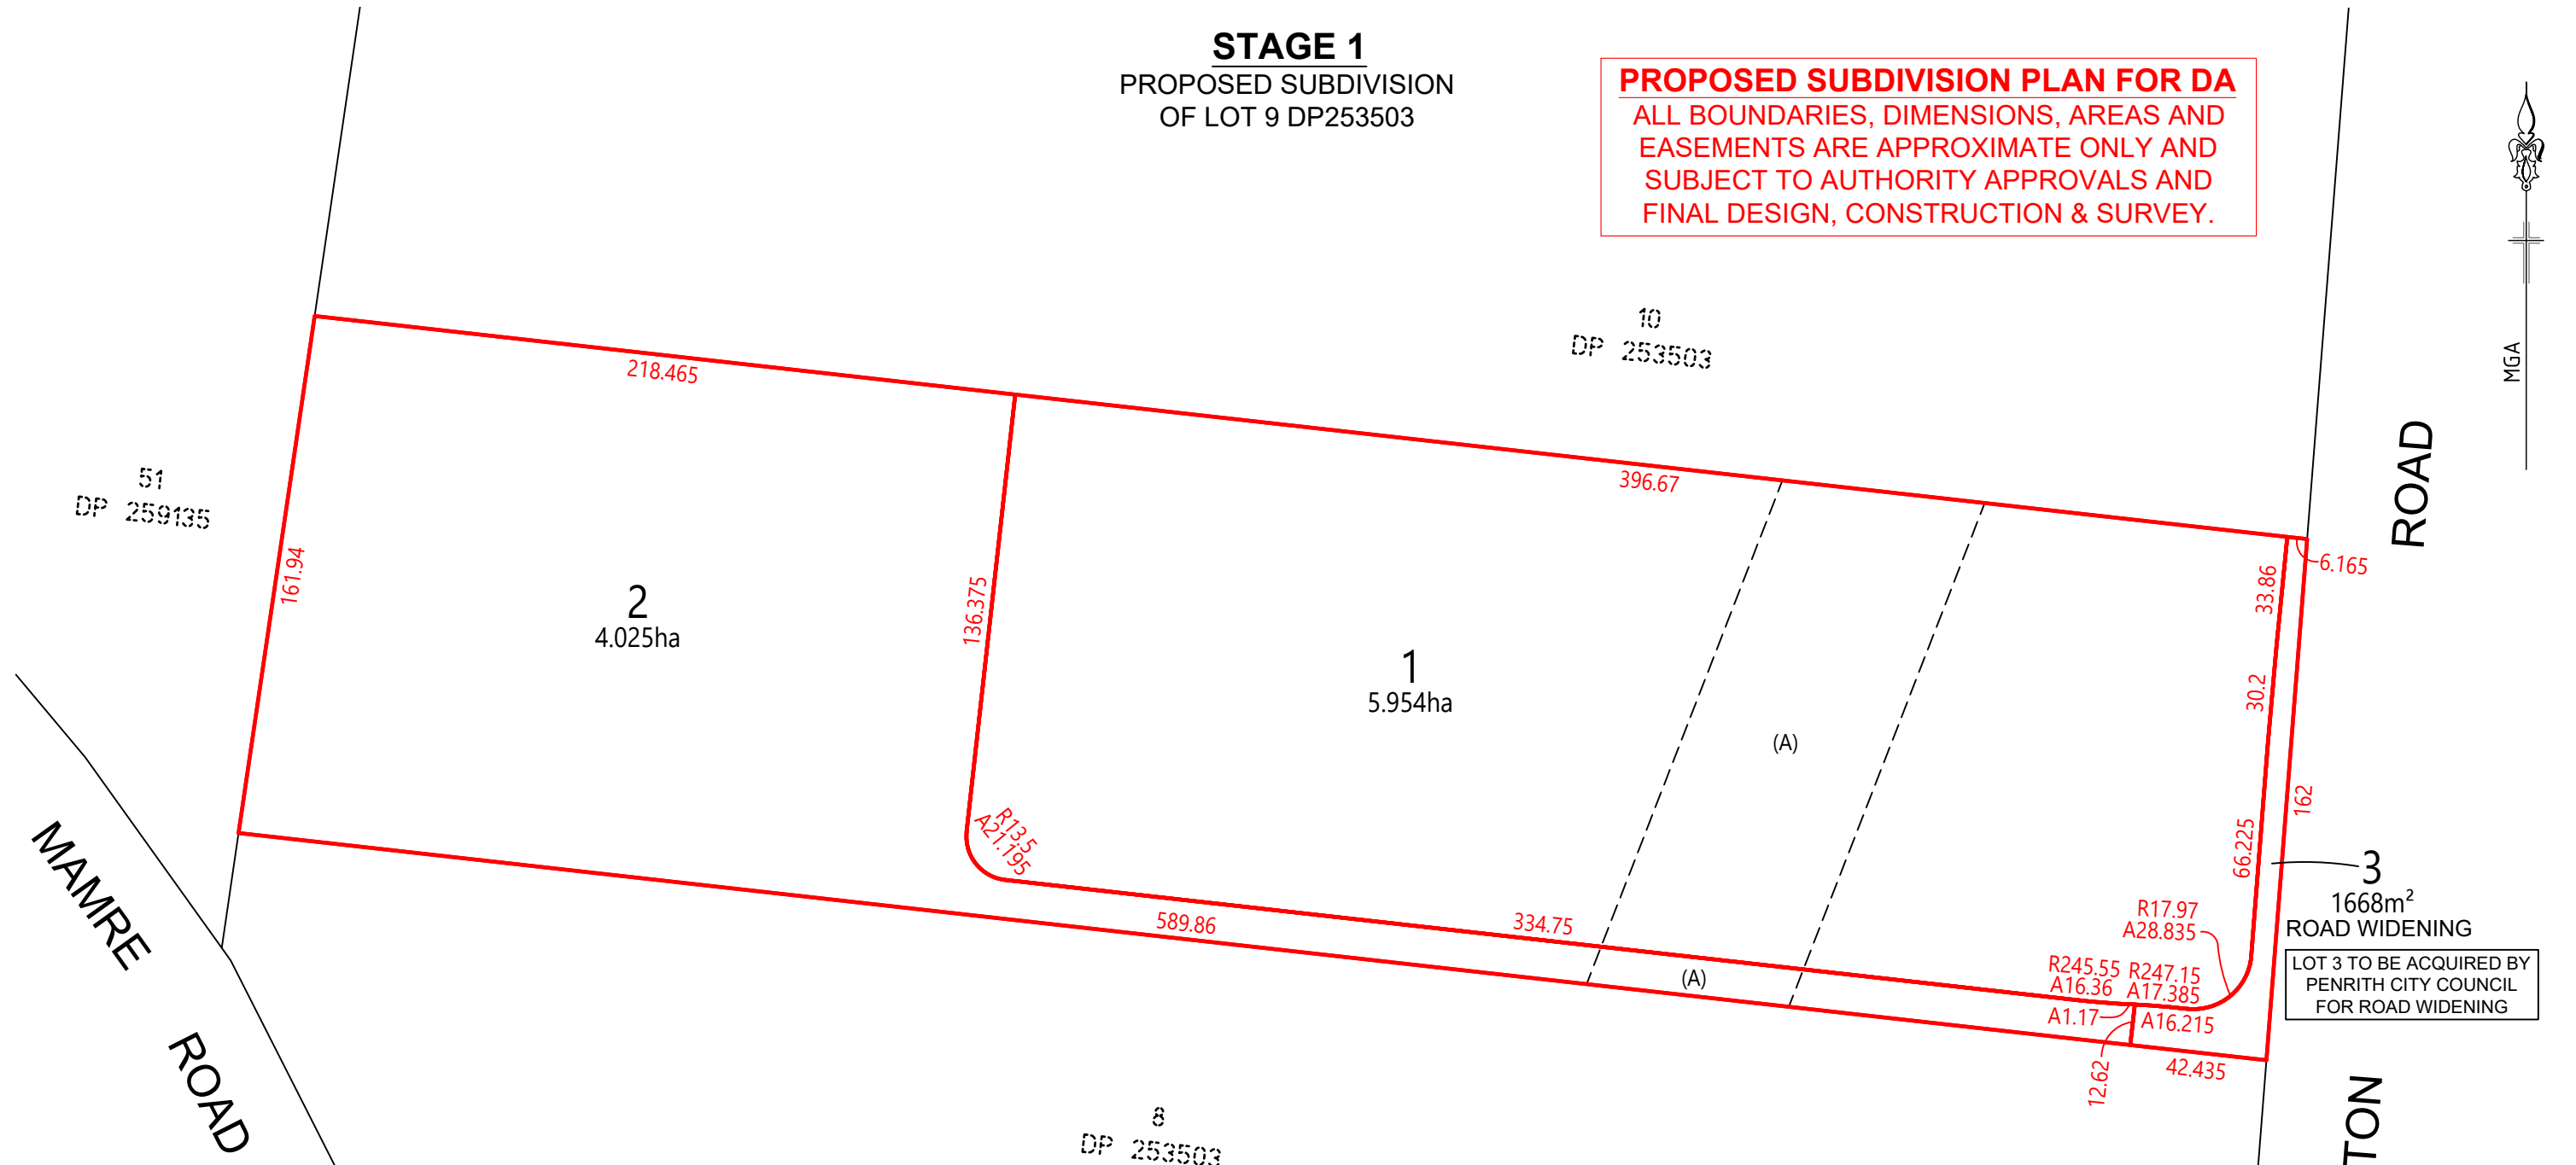 STAGE 1
PROPOSED SUBDIVISION
OF LOT 9 DP253503
PROPOSED SUBDIVISION PLAN FOR DA
ALL BOUNDARIES, DIMENSIONS, AREAS AND
EASEMENTS ARE APPROXIMATE ONLY AND
SUBJECT TO AUTHORITY APPROVALS AND
FINAL DESIGN, CONSTRUCTION & SURVEY.
MGA
10
DP 253503
218.465
396.67
ROAD
51
DP 259135
6.165
161.94
136.375
33.86
2
4.025ha
1
5.954ha
30.2
(A)
162
66.225
MAMRE
ROAD
R13.5
A21.195
3
1668m²
ROAD WIDENING
LOT 3 TO BE ACQUIRED BY
PENRITH CITY COUNCIL
FOR ROAD WIDENING
589.86
334.75
R17.97
A28.835
(A)
R245.55
A16.36
R247.15
A17.385
A1.17
A16.215
12.62
42.435
8
DP 253503
TON